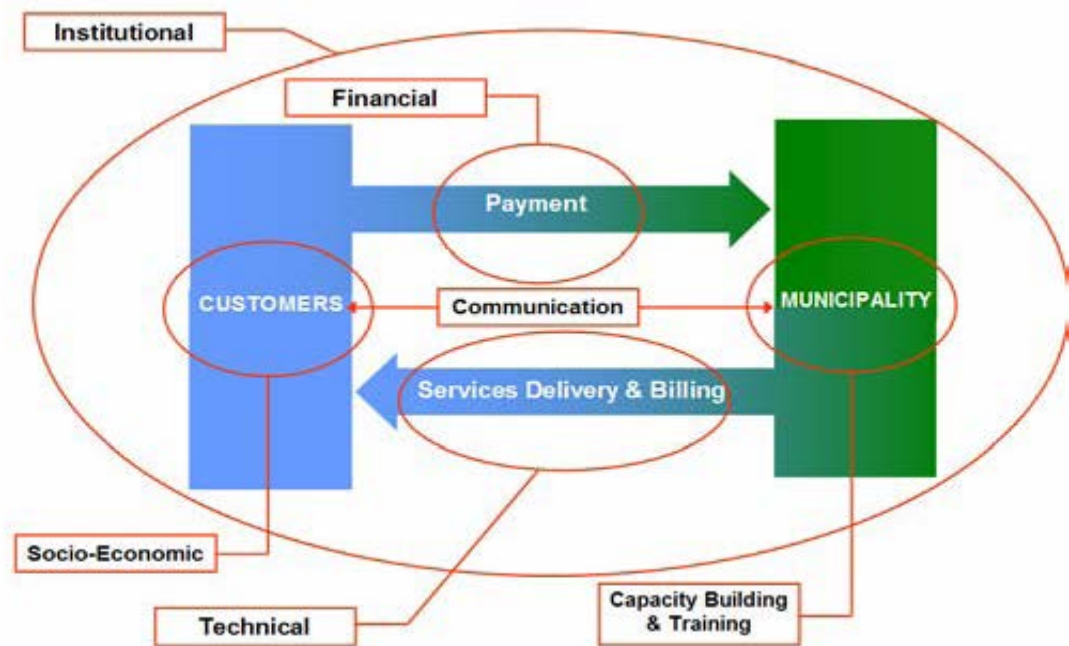 Institutional
Financial
Payment
CUSTOMERS
Communication
MUNICIPALITY
Services Delivery & Billing
Socio-Economic
Technical
Capacity Building
& Training